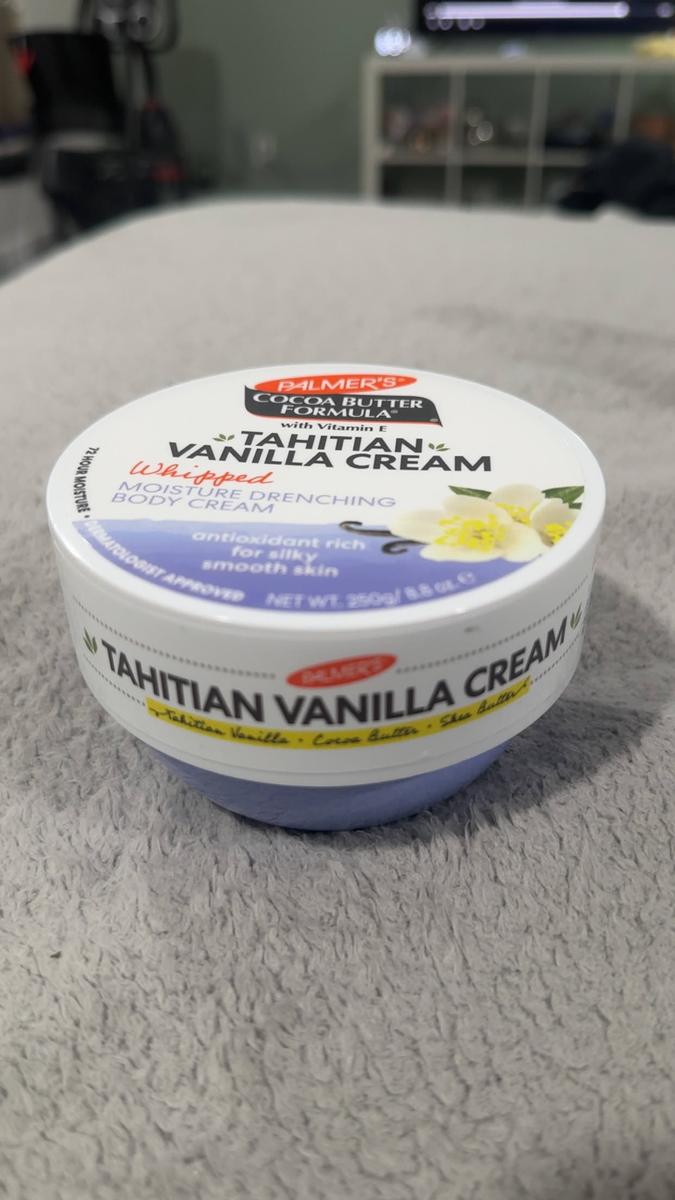 PALMER'S®
COCOA BUTTER
FORMULA®
with Vitamin E
TAHITIAN
VANILLA CREAM
Whipped
MOISTURE DRENCHING
BODY CREAM
antioxidant rich
for silky
smooth skin
72 HOUR MOISTURE • DERMATOLOGIST APPROVED
NET WT. 250g/ 8.8 oz. ℮
PALMER'S
TAHITIAN VANILLA CREAM
Tahitian Vanilla • Cocoa Butter • Shea Butter